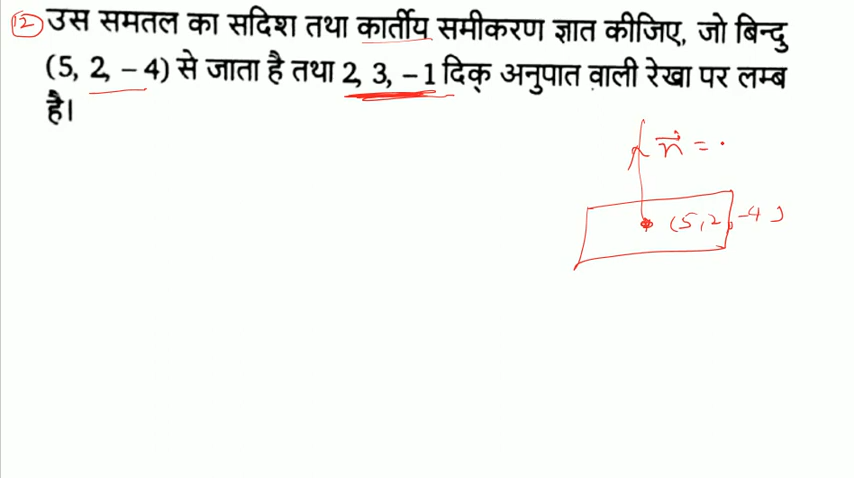 12 उस समतल का सदिश तथा कार्तीय समीकरण ज्ञात कीजिए, जो बिन्दु
(5, 2, – 4) से जाता है तथा 2, 3, – 1 दिक् अनुपात वाली रेखा पर लम्ब
है।
n⃗ =
(5, 2, -4)